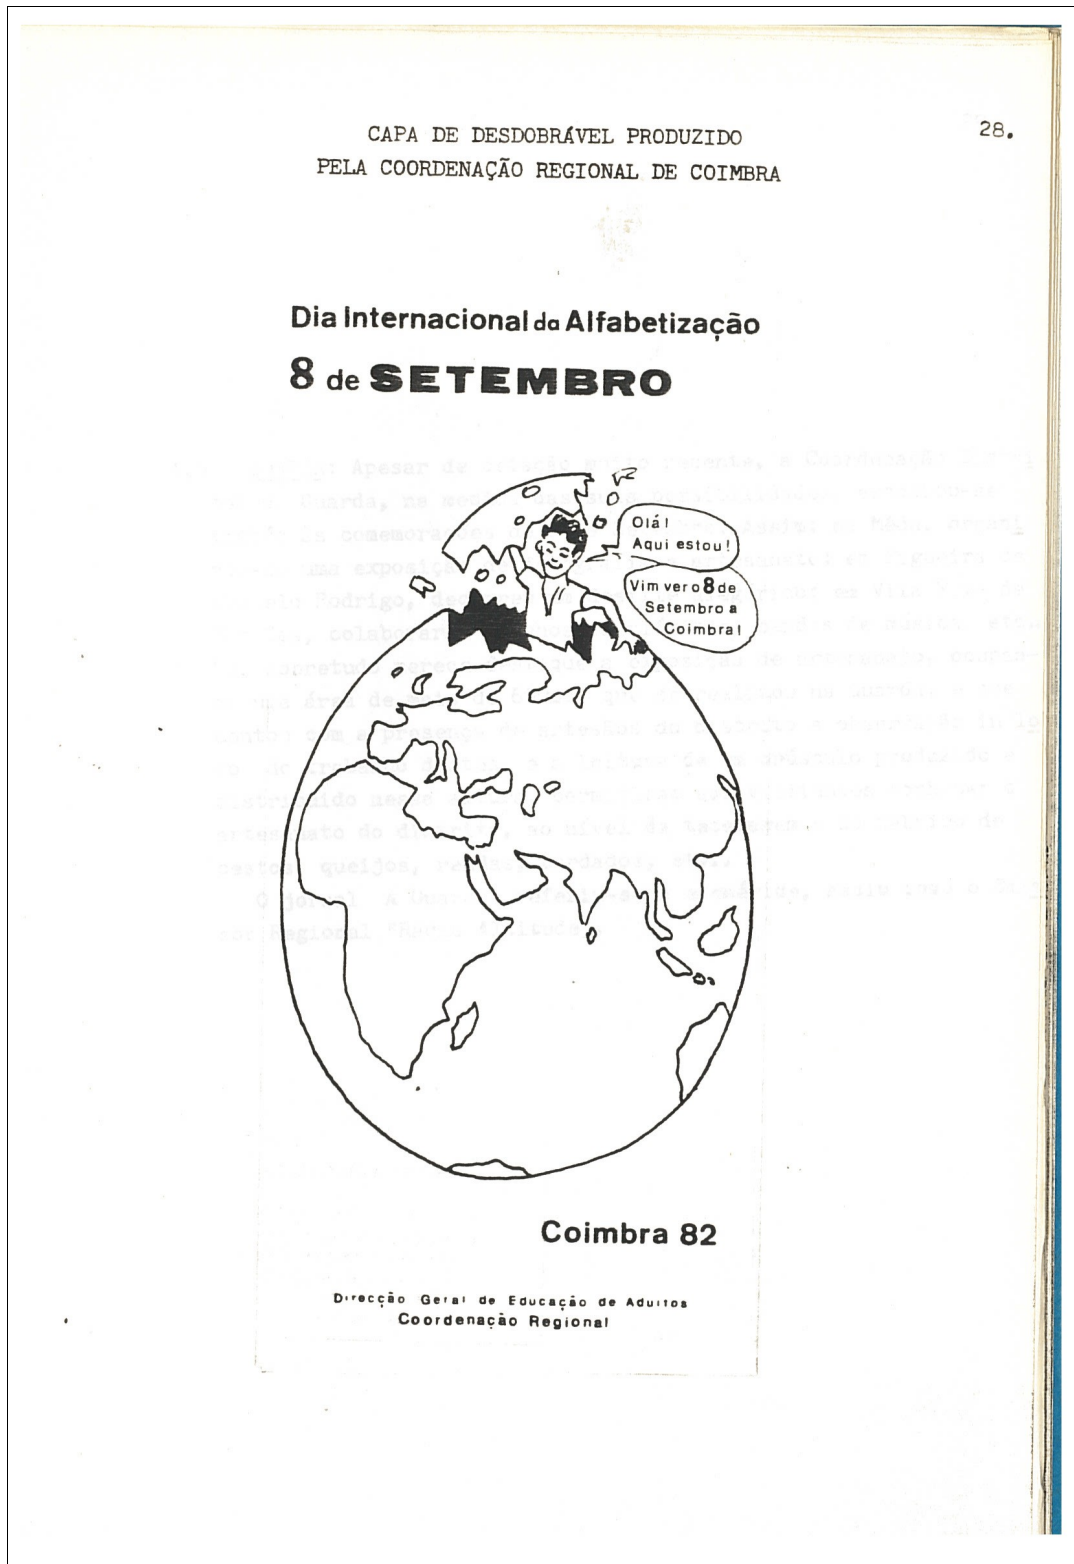 28.
CAPA DE DESDOBRÁVEL PRODUZIDO
PELA COORDENAÇÃO REGIONAL DE COIMBRA
Dia Internacional da Alfabetização
8 de SETEMBRO
Olá!
Aqui estou!
Vim ver o 8 de
Setembro a
Coimbra!
Coimbra 82
Direcção Geral de Educação de Adultos
Coordenação Regional